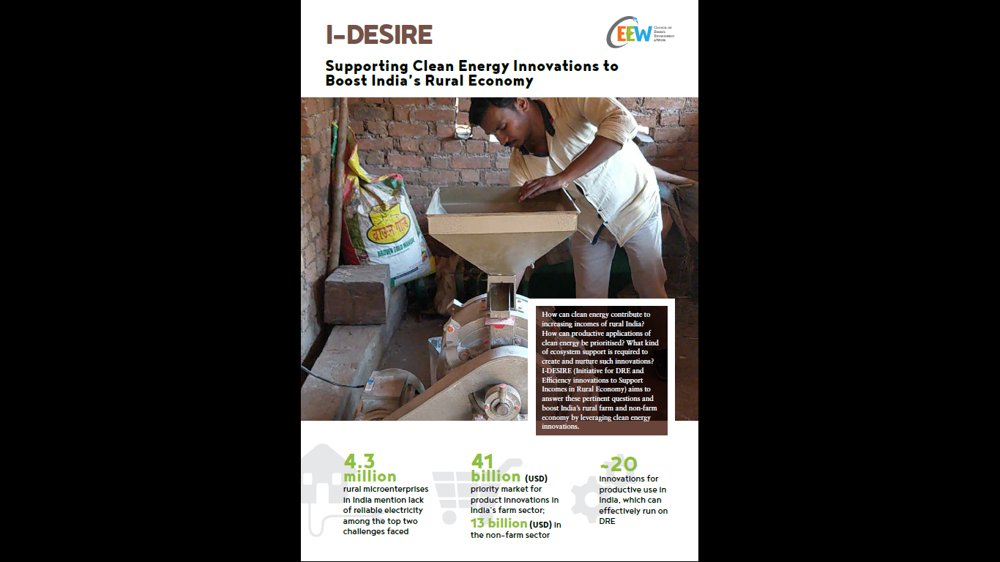 I-DESIRE
EEW
COUNCIL ON
ENERGY,
ENVIRONMENT
& WATER
Supporting Clean Energy Innovations to
Boost India's Rural Economy
ब्राउन गोल्ड
BROWN GOLD MANURE
How can clean energy contribute to
increasing incomes of rural India?
How can productive applications of
clean energy be prioritised? What kind
of ecosystem support is required to
create and nurture such innovations?
I-DESIRE (Initiative for DRE and
Efficiency innovations to Support
Incomes in Rural Economy) aims to
answer these pertinent questions and
boost India's rural farm and non-farm
economy by leveraging clean energy
innovations.
4.3
million
rural microenterprises
in India mention lack
of reliable electricity
among the top two
challenges faced
41
billion (USD)
priority market for
product innovations in
India's farm sector;
13 billion (USD) in
the non-farm sector
~20
innovations for
productive use in
India, which can
effectively run on
DRE